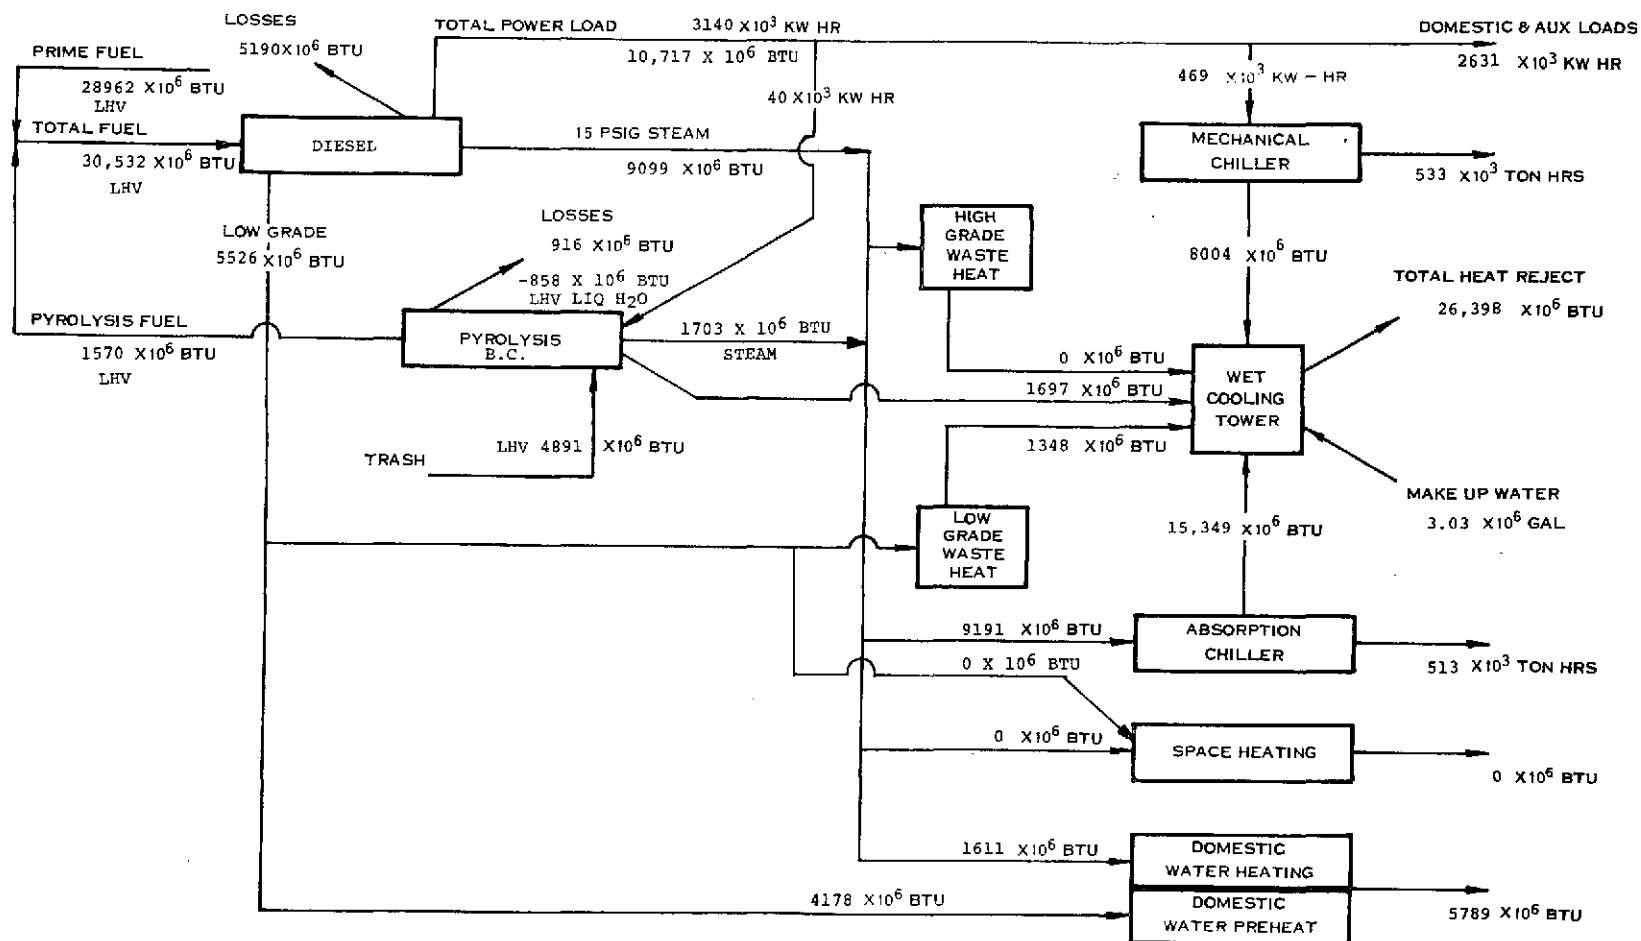 LOSSES
5190X10⁶ BTU
TOTAL POWER LOAD
3140 X10³ KW HR
10,717 X 10⁶ BTU
DOMESTIC & AUX LOADS
2631 X10³ KW HR
PRIME FUEL
28962 X10⁶ BTU
LHV
TOTAL FUEL
30,532 X10⁶ BTU
LHV
DIESEL
15 PSIG STEAM
9099 X10⁶ BTU
40 X10³ KW HR
469 X10³ KW - HR
MECHANICAL
CHILLER
533 X10³ TON HRS
LOW GRADE
5526 X10⁶ BTU
LOSSES
916 X10⁶ BTU
-858 X 10⁶ BTU
LHV LIQ H2O
HIGH
GRADE
WASTE
HEAT
8004 X10⁶ BTU
TOTAL HEAT REJECT
26,398 X10⁶ BTU
PYROLYSIS FUEL
1570 X10⁶ BTU
LHV
PYROLYSIS
B.C.
1703 X 10⁶ BTU
STEAM
0 X10⁶ BTU
1697 X10⁶ BTU
1348 X10⁶ BTU
WET
COOLING
TOWER
TRASH
LHV 4891 X10⁶ BTU
MAKE UP WATER
3.03 X10⁶ GAL
LOW
GRADE
WASTE
HEAT
15,349 X10⁶ BTU
9191 X10⁶ BTU
ABSORPTION
CHILLER
513 X10³ TON HRS
0 X 10⁶ BTU
0 X10⁶ BTU
SPACE HEATING
0 X10⁶ BTU
1611 X10⁶ BTU
DOMESTIC
WATER HEATING
4178 X10⁶ BTU
DOMESTIC
WATER PREHEAT
5789 X10⁶ BTU